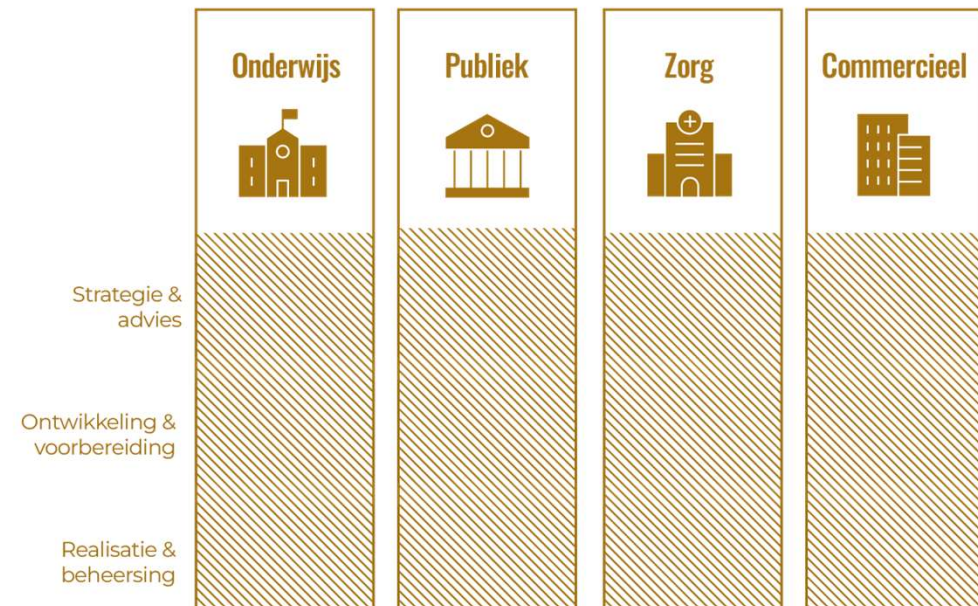 Onderwijs
Publiek
Zorg
Commercieel
Strategie &
advies
Ontwikkeling &
voorbereiding
Realisatie &
beheersing